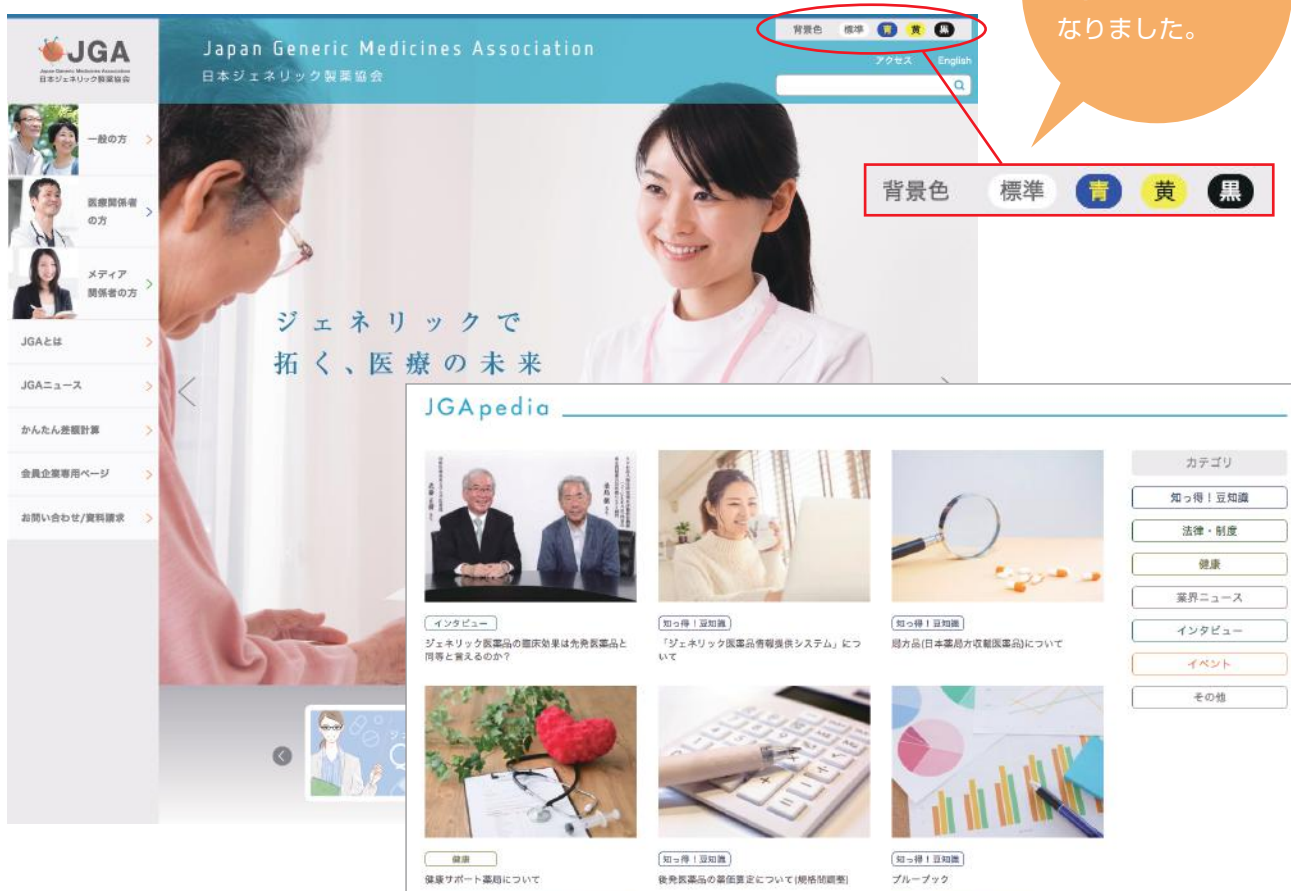 なりました。
JGA
Japan Generic Medicines Association
日本ジェネリック製薬協会
Japan Generic Medicines Association
日本ジェネリック製薬協会
背景色 標準 青 黄 黒
アクセス English
背景色 標準 青 黄 黒
一般の方
医療関係者
の方
メディア
関係者の方
JGAとは
JGAニュース
かんたん差額計算
会員企業専用ページ
お問い合わせ/資料請求
ジェネリックで
拓く、医療の未来
JGApedia
インタビュー
ジェネリック医薬品の臨床効果は先発医薬品と
同等と言えるのか?
知っ得!豆知識
「ジェネリック医薬品情報提供システム」につ
いて
知っ得!豆知識
局方品(日本薬局方収載医薬品)について
健康
健康サポート薬局について
知っ得!豆知識
後発医薬品の薬価算定について(規格間調整)
知っ得!豆知識
ブルーブック
カテゴリ
知っ得!豆知識
法律・制度
健康
業界ニュース
インタビュー
イベント
その他